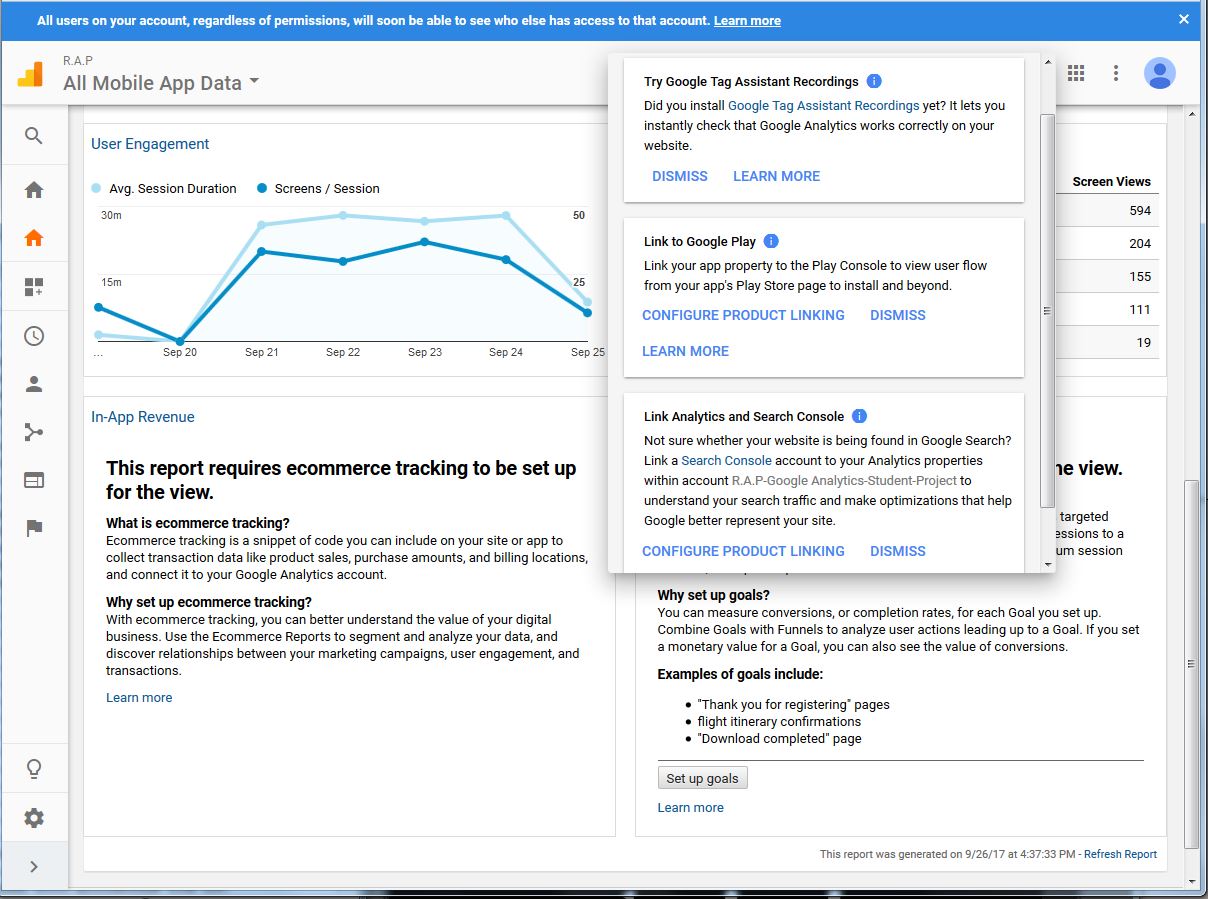 All users on your account, regardless of permissions, will soon be able to see who else has access to that account. Learn more
R.A.P
All Mobile App Data
User Engagement
Avg. Session Duration
Screens / Session
30m
50
15m
25
...
Sep 20
Sep 21
Sep 22
Sep 23
Sep 24
Sep 25
Try Google Tag Assistant Recordings
Did you install Google Tag Assistant Recordings yet? It lets you
instantly check that Google Analytics works correctly on your
website.
DISMISS
LEARN MORE
Link to Google Play
Link your app property to the Play Console to view user flow
from your app's Play Store page to install and beyond.
CONFIGURE PRODUCT LINKING
DISMISS
LEARN MORE
Link Analytics and Search Console
Not sure whether your website is being found in Google Search?
Link a Search Console account to your Analytics properties
within account R.A.P-Google Analytics-Student-Project to
understand your search traffic and make optimizations that help
Google better represent your site.
CONFIGURE PRODUCT LINKING
DISMISS
Screen Views
594
204
155
111
19
In-App Revenue
This report requires ecommerce tracking to be set up
for the view.
What is ecommerce tracking?
Ecommerce tracking is a snippet of code you can include on your site or app to
collect transaction data like product sales, purchase amounts, and billing locations,
and connect it to your Google Analytics account.
Why set up ecommerce tracking?
With ecommerce tracking, you can better understand the value of your digital
business. Use the Ecommerce Reports to segment and analyze your data, and
discover relationships between your marketing campaigns, user engagement, and
transactions.
Learn more
view.
targeted
to a
session
Why set up goals?
You can measure conversions, or completion rates, for each Goal you set up.
Combine Goals with Funnels to analyze user actions leading up to a Goal. If you set
a monetary value for a Goal, you can also see the value of conversions.
Examples of goals include:
"Thank you for registering" pages
flight itinerary confirmations
"Download completed" page
Set up goals
Learn more
This report was generated on 9/26/17 at 4:37:33 PM - Refresh Report